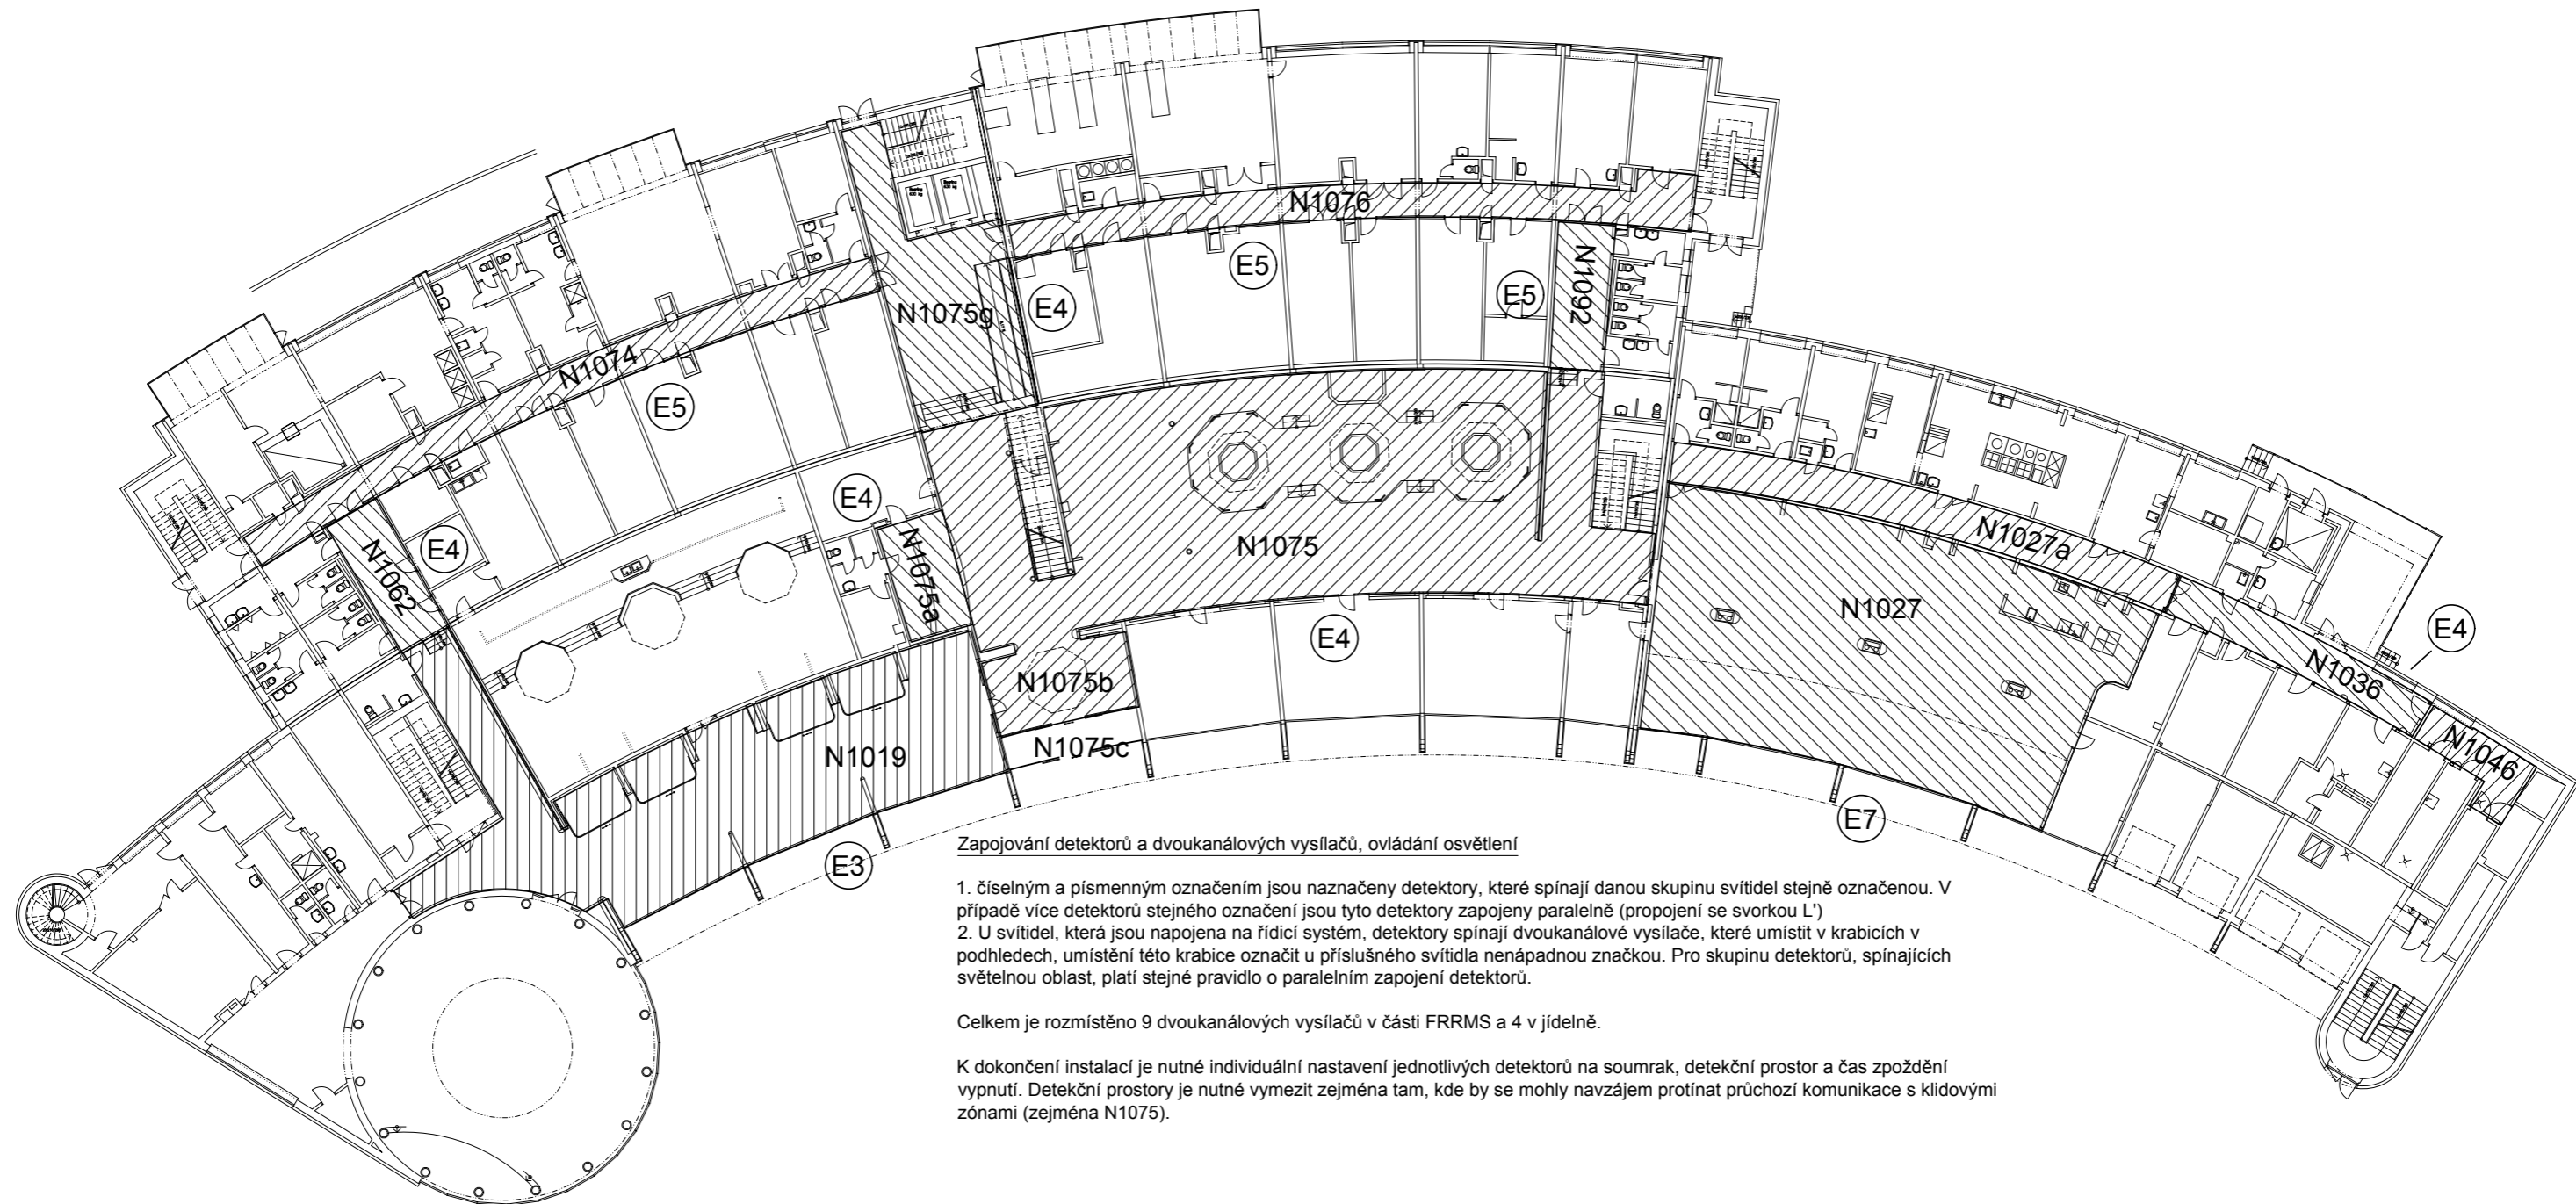 N1076
E5
E4
E5
N1092
N1075g
N1074
E5
E4
E4
N1062
N1075a
N1075
N1027a
N1027
E4
E4
N1036
N1075b
N1075c
N1019
N1046
E3
E7
Zapojování detektorů a dvoukanálových vysílačů, ovládání osvětlení
1. číselným a písmenným označením jsou naznačeny detektory, které spínají danou skupinu svítidel stejně označenou. V
případě více detektorů stejného označení jsou tyto detektory zapojeny paralelně (propojení se svorkou L')
2. U svítidel, která jsou napojena na řídicí systém, detektory spínají dvoukanálové vysílače, které umístit v krabicích v
podhledech, umístění této krabice označit u příslušného svítidla nenápadnou značkou. Pro skupinu detektorů, spínajících
světelnou oblast, platí stejné pravidlo o paralelním zapojení detektorů.
Celkem je rozmístěno 9 dvoukanálových vysílačů v části FRRMS a 4 v jídelně.
K dokončení instalací je nutné individuální nastavení jednotlivých detektorů na soumrak, detekční prostor a čas zpoždění
vypnutí. Detekční prostory je nutné vymezit zejména tam, kde by se mohly navzájem protínat průchozí komunikace s klidovými
zónami (zejména N1075).